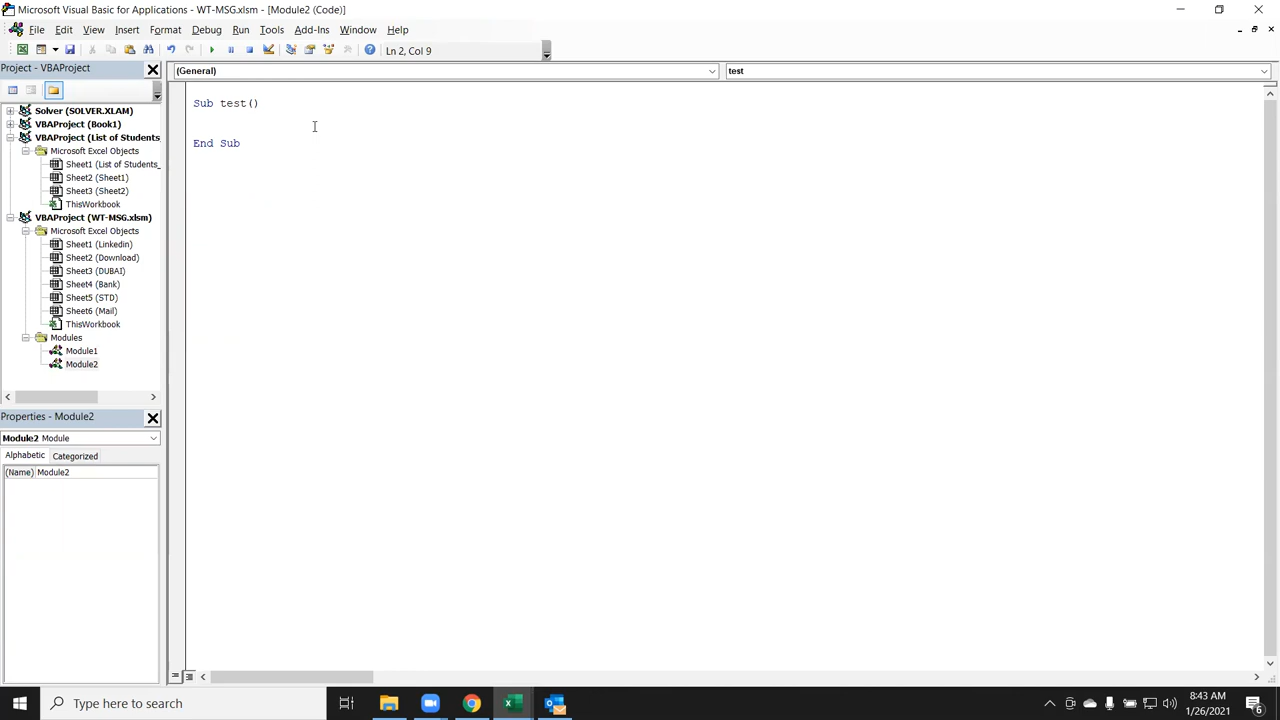 Microsoft Visual Basic for Applications - WT-MSG.xlsm - [Module2 (Code)]
File Edit View Insert Format Debug Run Tools Add-Ins Window Help
Ln 2, Col 9
Project - VBAProject
(General)
test
Solver (SOLVER.XLAM)
VBAProject (Book1)
VBAProject (List of Students_
Microsoft Excel Objects
Sheet1 (List of Students_
Sheet2 (Sheet1)
Sheet3 (Sheet2)
ThisWorkbook
VBAProject (WT-MSG.xlsm)
Microsoft Excel Objects
Sheet1 (Linkedin)
Sheet2 (Download)
Sheet3 (DUBAI)
Sheet4 (Bank)
Sheet5 (STD)
Sheet6 (Mail)
ThisWorkbook
Modules
Module1
Module2
Sub test()
End Sub
Properties - Module2
Module2 Module
Alphabetic Categorized
(Name) Module2
Type here to search
8:43 AM
1/26/2021
6